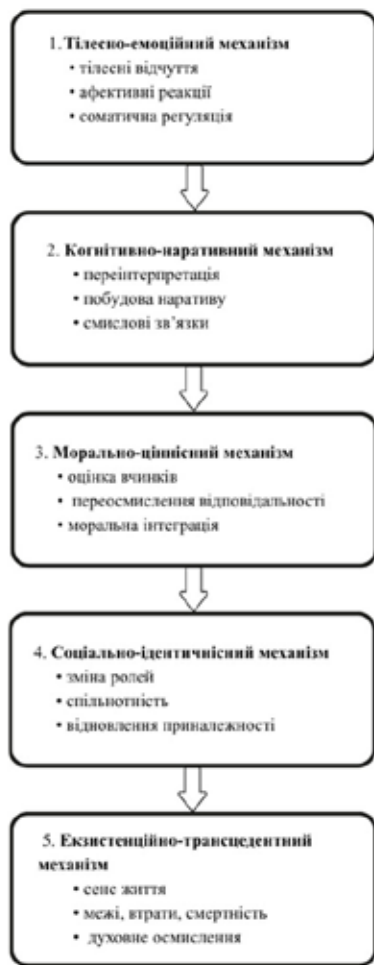 1. Тілесно-емоційний механізм
• тілесні відчуття
• афективні реакції
• соматична регуляція
2. Когнітивно-наративний механізм
• переінтерпретація
• побудова наративу
• смислові зв’язки
3. Морально-ціннісний механізм
• оцінка вчинків
• переосмислення відповідальності
• моральна інтеграція
4. Соціально-ідентичнісний механізм
• зміна ролей
• спільнотність
• відновлення приналежності
5. Екзистенційно-трансцедентний
механізм
• сенс життя
• межі, втрати, смертність
• духовне осмислення